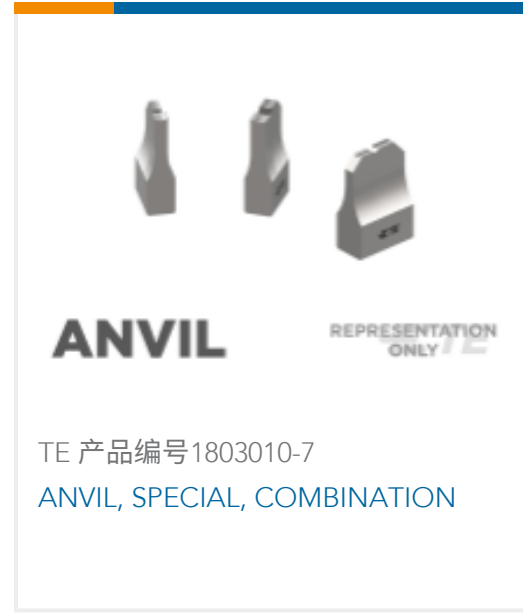 ANVIL
REPRESENTATION
ONLY
TE
TE 产品编号1803010-7
ANVIL, SPECIAL, COMBINATION